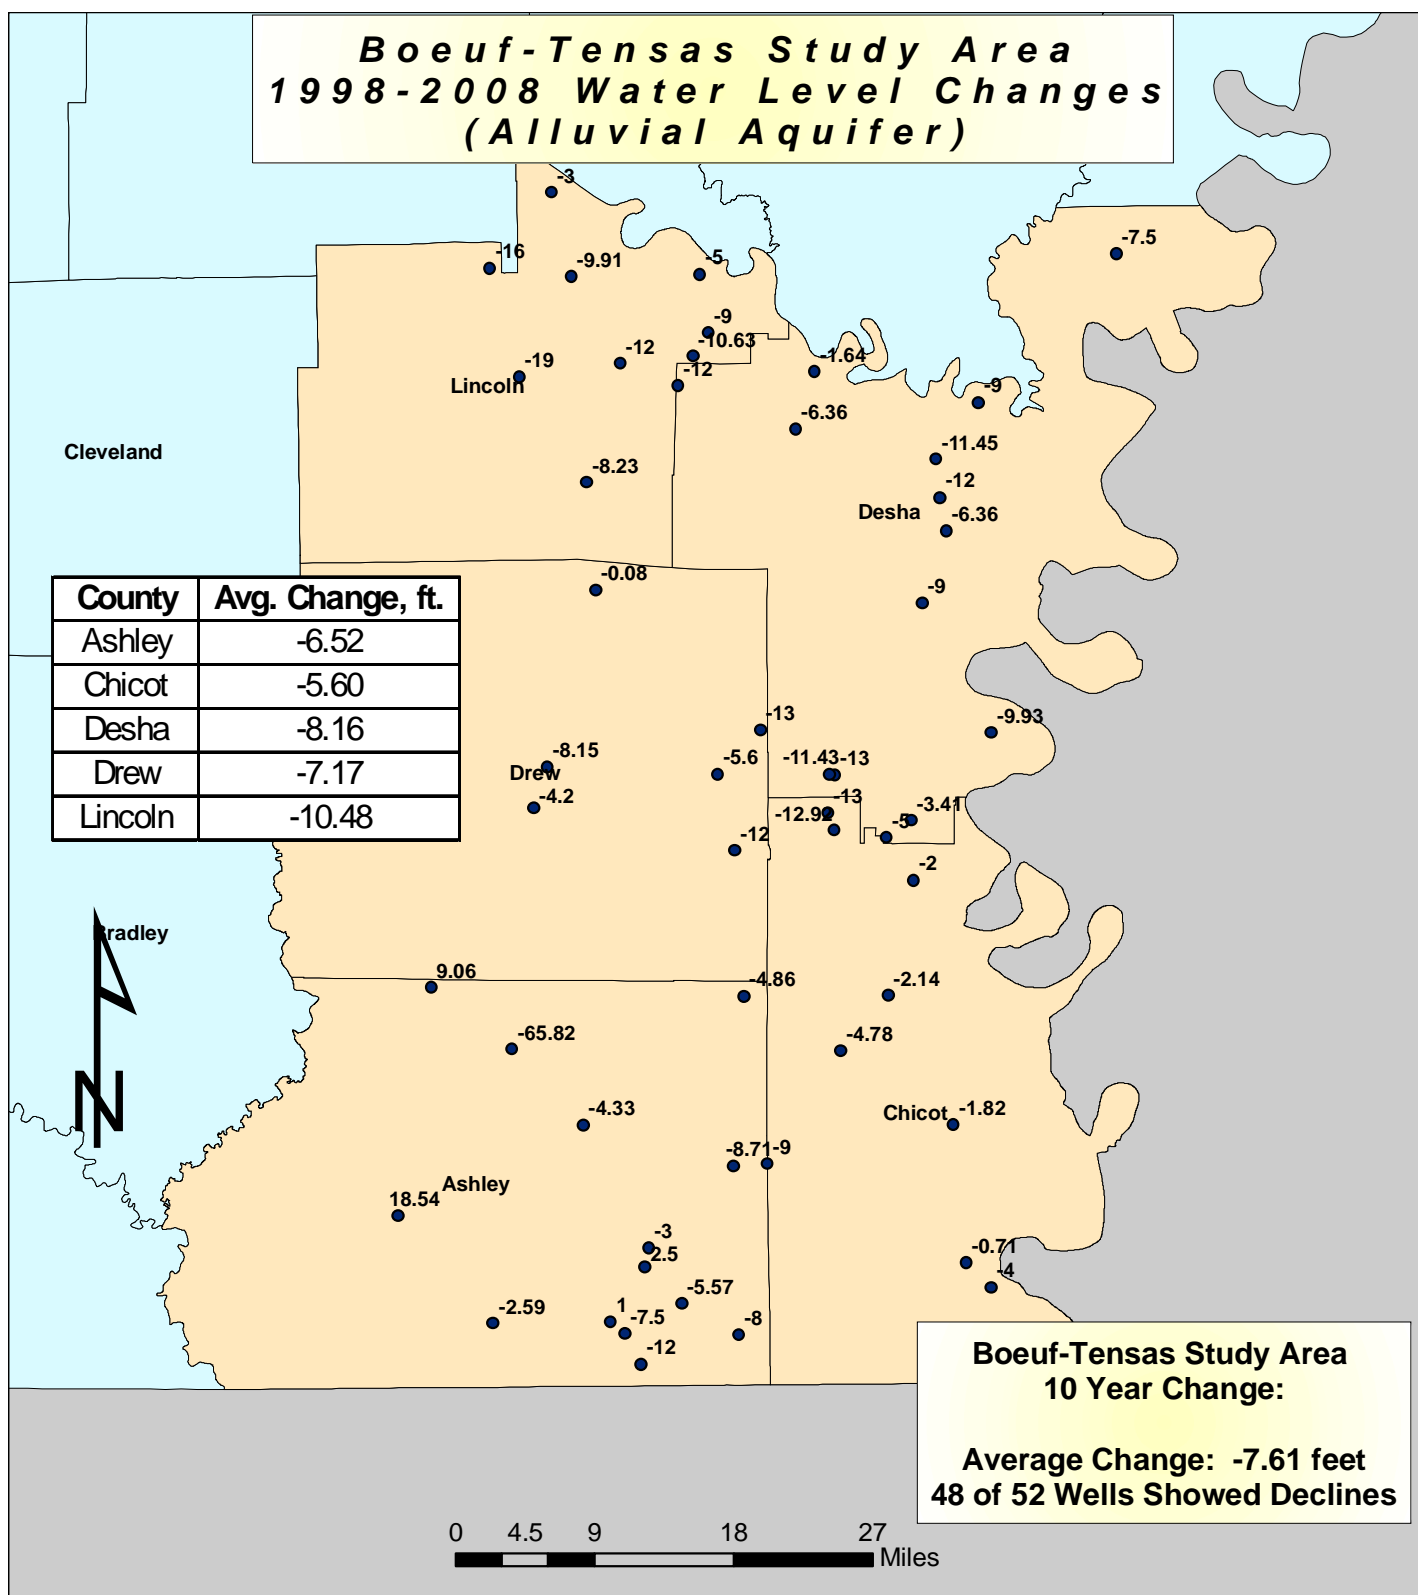 Boeuf-Tensas Study Area
1998-2008 Water Level Changes
(Alluvial Aquifer)
-3
-7.5
-16
-9.91
-5
-9
-10.63
-12
-19
-12
-1.64
Lincoln
-9
-6.36
Cleveland
-11.45
-8.23
-12
Desha
-6.36
-0.08
-9
County Avg. Change, ft.
Ashley -6.52
Chicot -5.60
Desha -8.16
Drew -7.17
Lincoln -10.48
-13
-9.93
-8.15
-5.6
-11.43
-13
Drew
-4.2
-13
-12.92
-3.41
-5
-12
-2
Bradley
9.06
-4.86
-2.14
-65.82
-4.78
N
-4.33
Chicot
-1.82
-8.71
-9
Ashley
18.54
-3
2.5
-0.71
-4
-5.57
-2.59
1
-7.5
-8
-12
Boeuf-Tensas Study Area
10 Year Change:
Average Change: -7.61 feet
48 of 52 Wells Showed Declines
0 4.5 9 18 27
Miles